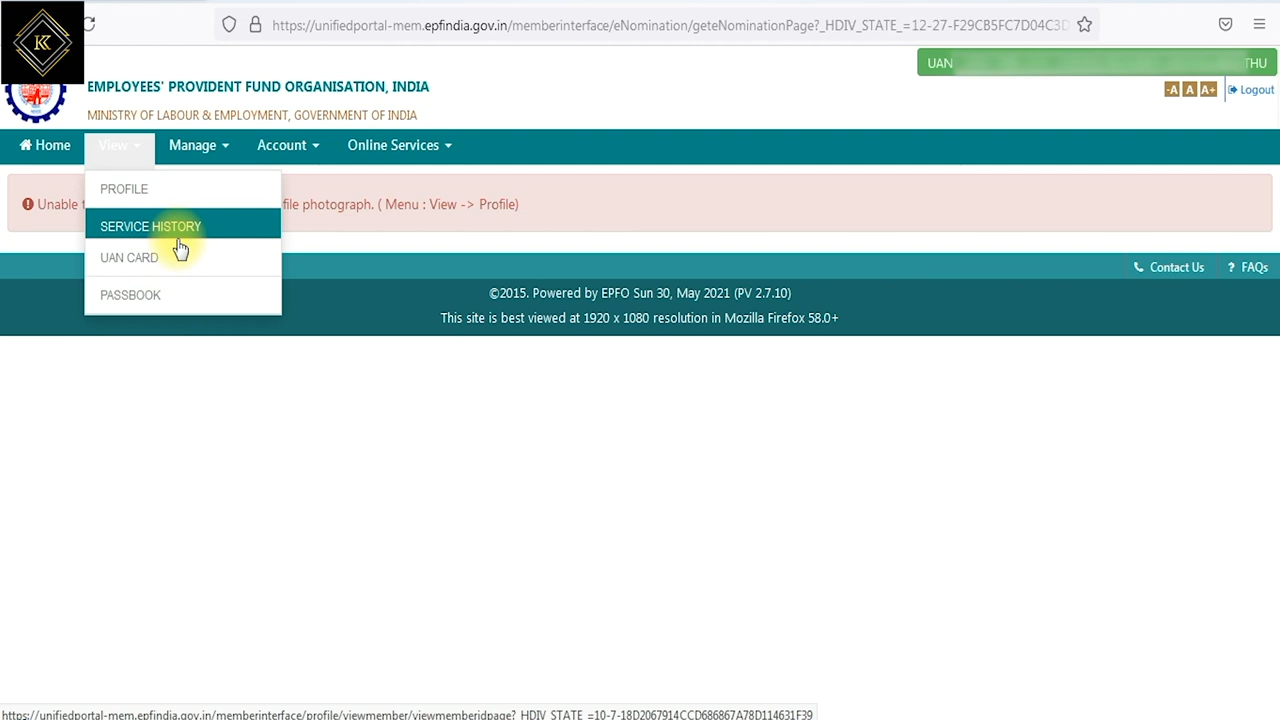 https://unifiedportal-mem.epfindia.gov.in/memberinterface/eNomination/geteNominationPage?_HDIV_STATE_=12-27-F29CB5FC7D04C3D
K
UAN THU
EMPLOYEES' PROVIDENT FUND ORGANISATION, INDIA
-A A A+ Logout
MINISTRY OF LABOUR & EMPLOYMENT, GOVERNMENT OF INDIA
Home View Manage Account Online Services
PROFILE
Unable file photograph. ( Menu : View -> Profile)
SERVICE HISTORY
UAN CARD
PASSBOOK
Contact Us ? FAQs
©2015. Powered by EPFO Sun 30, May 2021 (PV 2.7.10)
This site is best viewed at 1920 x 1080 resolution in Mozilla Firefox 58.0+
https://unifiedportal-mem.epfindia.gov.in/memberinterface/profile/viewmember/viewmemberidpage?_HDIV_STATE_=10-7-18D2067914CCD686867A78D114631F39